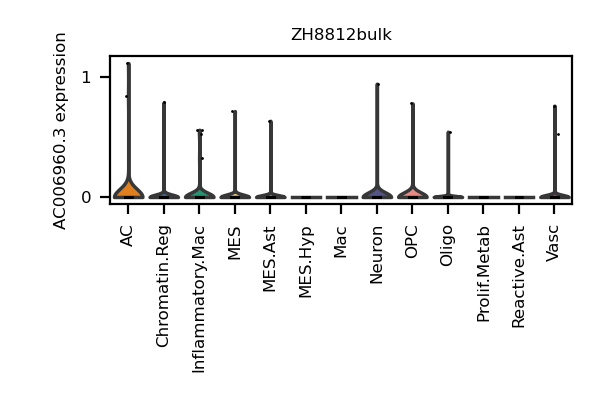 ZH8812bulk
AC006960.3 expression
1
0
AC
Chromatin.Reg
Inflammatory.Mac
MES
MES.Ast
MES.Hyp
Mac
Neuron
OPC
Oligo
Prolif.Metab
Reactive.Ast
Vasc